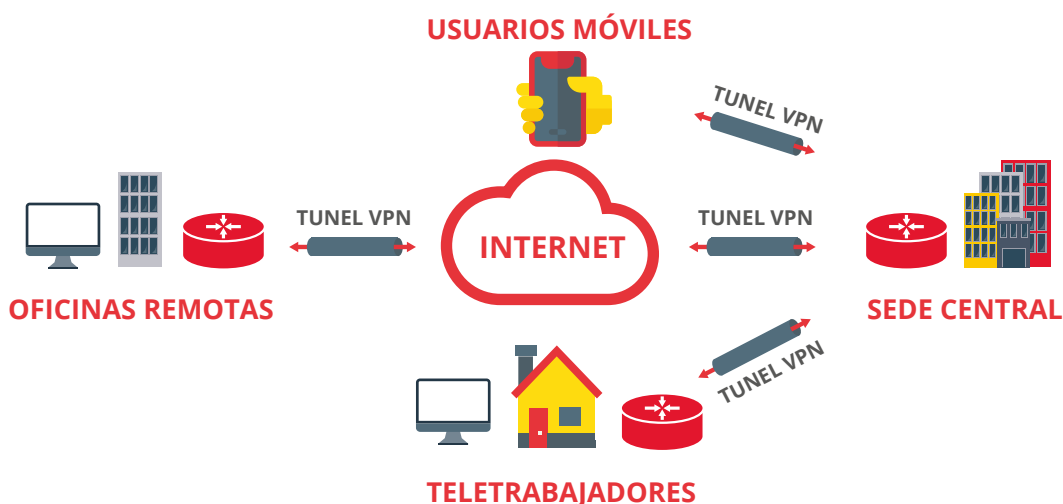 USUARIOS MÓVILES
TUNEL VPN
TUNEL VPN
INTERNET
TUNEL VPN
OFICINAS REMOTAS
SEDE CENTRAL
TUNEL VPN
TELETRABAJADORES